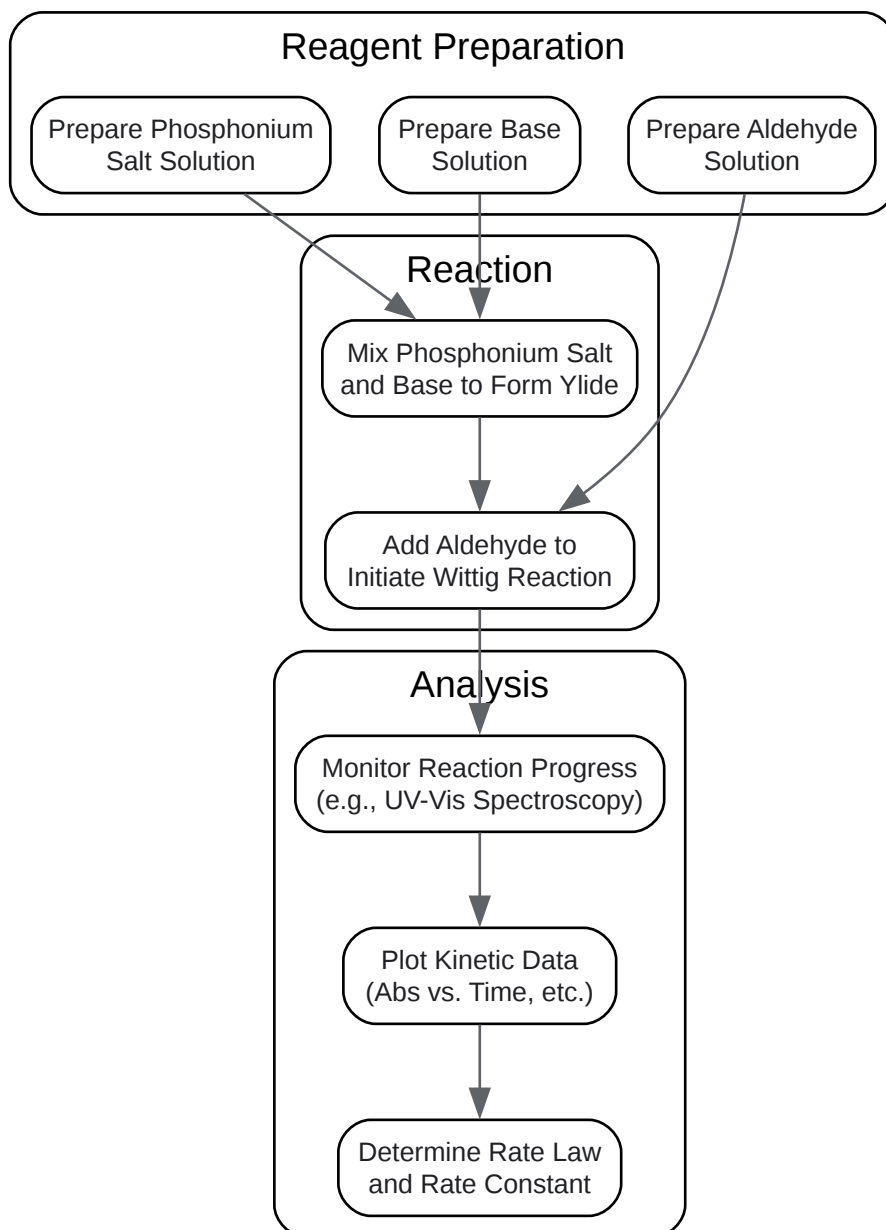 Reagent Preparation
Prepare Phosphonium
Salt Solution
Prepare Base
Solution
Prepare Aldehyde
Solution
Reaction
Mix Phosphonium Salt
and Base to Form Ylide
Add Aldehyde to
Initiate Wittig Reaction
Analysis
Monitor Reaction Progress
(e.g., UV-Vis Spectroscopy)
Plot Kinetic Data
(Abs vs. Time, etc.)
Determine Rate Law
and Rate Constant